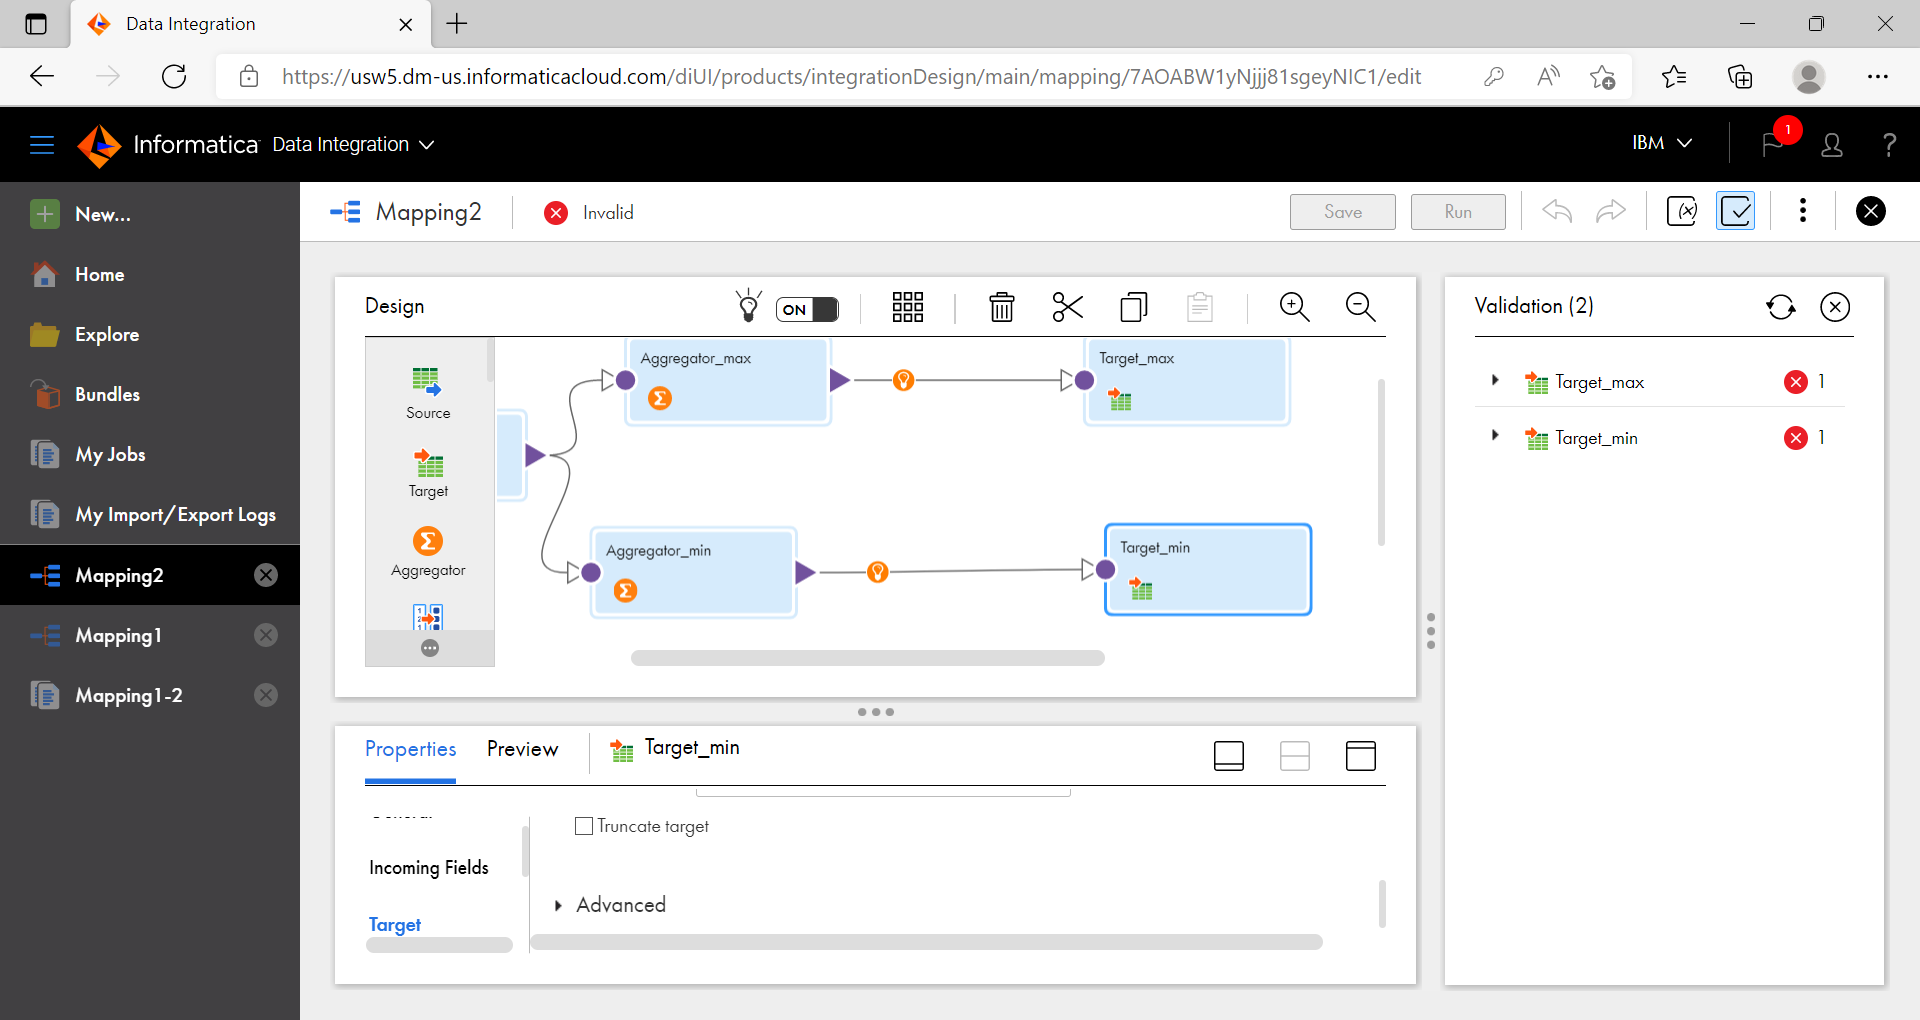 Data Integration
https://usw5.dm-us.informaticacloud.com/diUI/products/integrationDesign/main/mapping/7AOABW1yNjjj81sgeyNIC1/edit
Informatica Data Integration
IBM
1
?
New...
Home
Explore
Bundles
My Jobs
My Import/Export Logs
Mapping2
Mapping1
Mapping1-2
Mapping2
Invalid
Save
Run
Design
ON
Source
Target
Aggregator
Aggregator_max
Target_max
Aggregator_min
Target_min
Validation (2)
Target_max
1
Target_min
1
Properties
Preview
Target_min
Truncate target
Incoming Fields
Advanced
Target